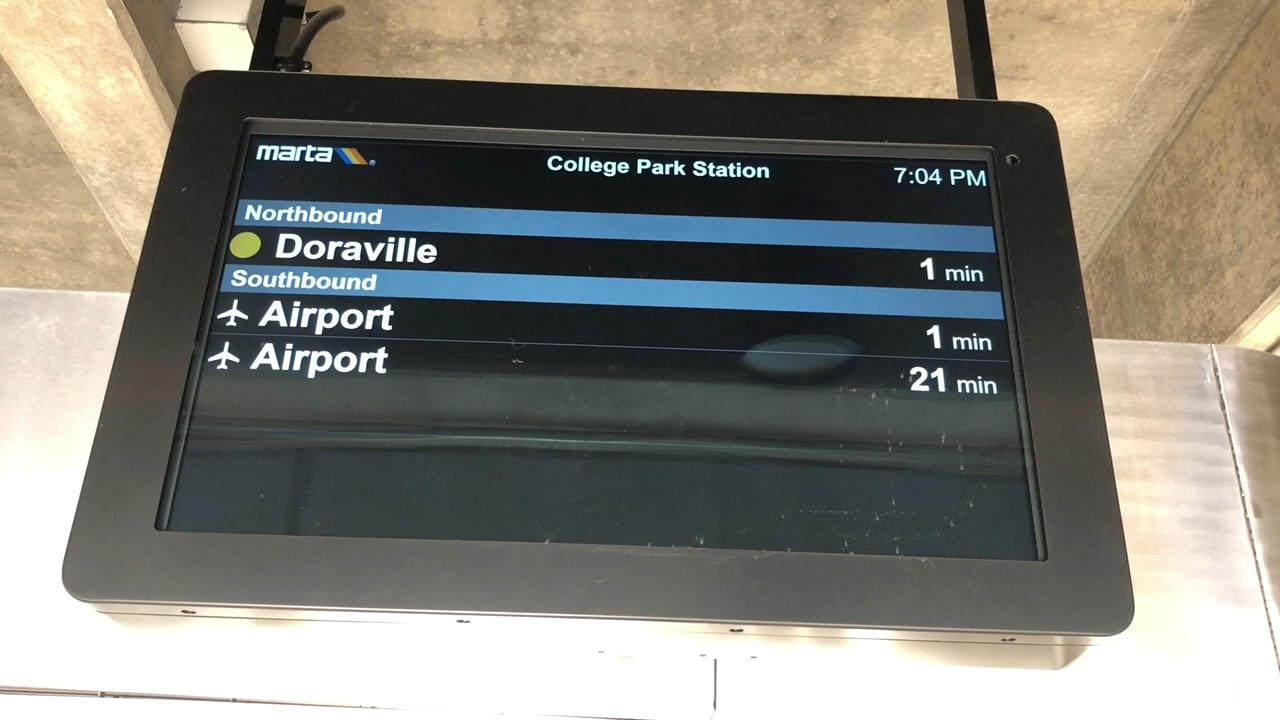 marta
College Park Station
7:04 PM
Northbound
Doraville 1 min
Southbound
Airport 1 min
Airport 21 min